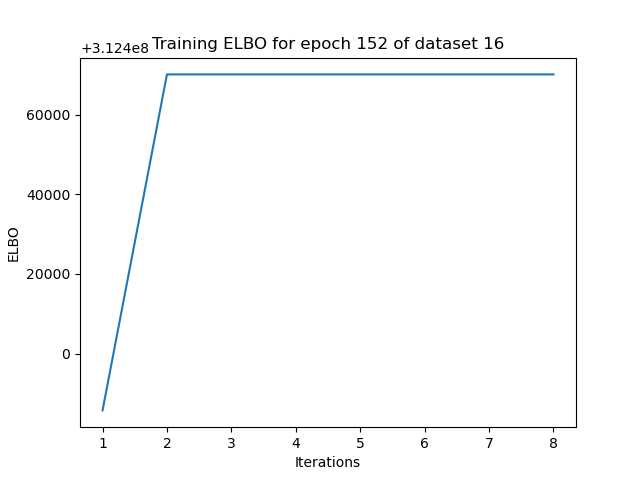 Training ELBO for epoch 152 of dataset 16
+3.124e8
60000
40000
20000
0
ELBO
1 2 3 4 5 6 7 8
Iterations